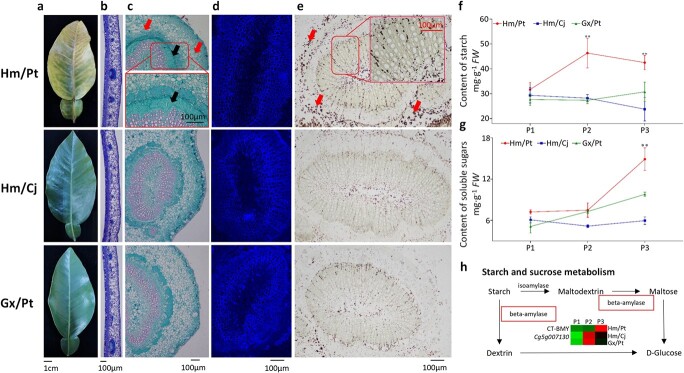 a b c d e f
Hm/Pt
Hm/Cj
Gx/Pt
100μm
100μm
1cm 100μm 100μm 100μm 100μm
Hm/Pt Hm/Cj Gx/Pt
Content of starch
mg·g⁻¹ FW
60
50
40
30
20
** **
P1 P2 P3
g
Content of soluble sugars
mg·g⁻¹ FW
18
12
6
0
**
P1 P2 P3
h Starch and sucrose metabolism
Starch isoamylase Maltodextrin Maltose
beta-amylase beta-amylase
P1 P2 P3
CT-BMY Hm/Pt
Cg5g007130 Hm/Cj
Gx/Pt
Dextrin D-Glucose